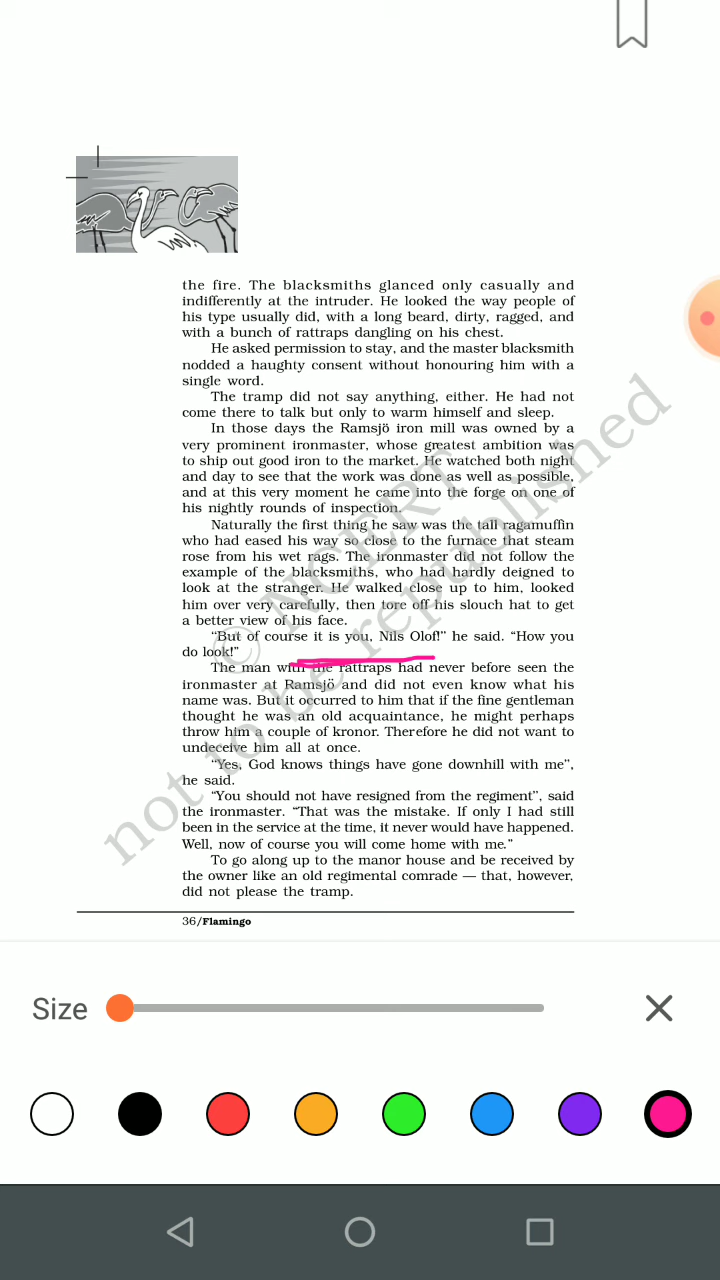 the fire. The blacksmiths glanced only casually and
indifferently at the intruder. He looked the way people of
his type usually did, with a long beard, dirty, ragged, and
with a bunch of rattraps dangling on his chest.
He asked permission to stay, and the master blacksmith
nodded a haughty consent without honouring him with a
single word.
The tramp did not say anything, either. He had not
come there to talk but only to warm himself and sleep.
In those days the Ramsjö iron mill was owned by a
very prominent ironmaster, whose greatest ambition was
to ship out good iron to the market. He watched both night
and day to see that the work was done as well as possible,
and at this very moment he came into the forge on one of
his nightly rounds of inspection.
Naturally the first thing he saw was the tall ragamuffin
who had eased his way so close to the furnace that steam
rose from his wet rags. The ironmaster did not follow the
example of the blacksmiths, who had hardly deigned to
look at the stranger. He walked close up to him, looked
him over very carefully, then tore off his slouch hat to get
a better view of his face.
“But of course it is you, Nils Olof!” he said. “How you
do look!”
The man with the rattraps had never before seen the
ironmaster at Ramsjö and did not even know what his
name was. But it occurred to him that if the fine gentleman
thought he was an old acquaintance, he might perhaps
throw him a couple of kronor. Therefore he did not want to
undeceive him all at once.
“Yes, God knows things have gone downhill with me”,
he said.
“You should not have resigned from the regiment”, said
the ironmaster. “That was the mistake. If only I had still
been in the service at the time, it never would have happened.
Well, now of course you will come home with me.”
To go along up to the manor house and be received by
the owner like an old regimental comrade — that, however,
did not please the tramp.
36/Flamingo
© NCERT
not to be republished
Size